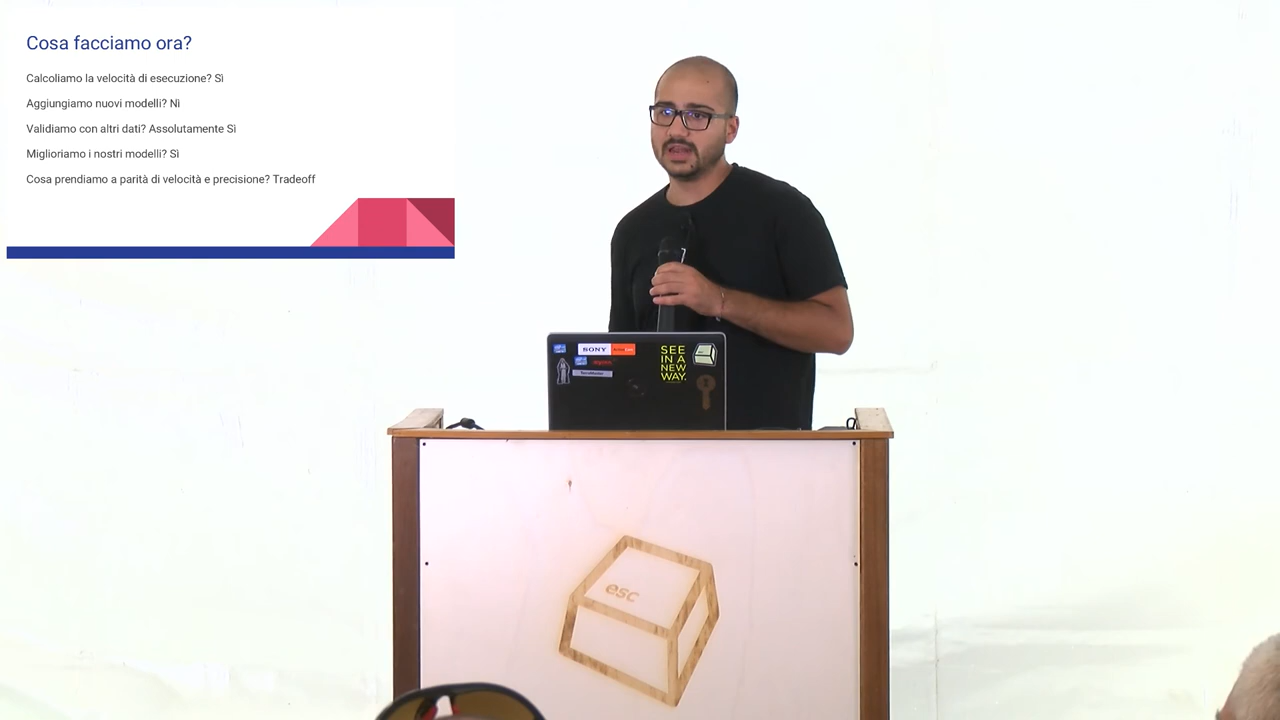 Cosa facciamo ora?
Calcoliamo la velocità di esecuzione? Sì
Aggiungiamo nuovi modelli? Nì
Validiamo con altri dati? Assolutamente Sì
Miglioriamo i nostri modelli? Sì
Cosa prendiamo a parità di velocità e precisione? Tradeoff
SONY
SEE
IN A
NEW
WAY.
esc